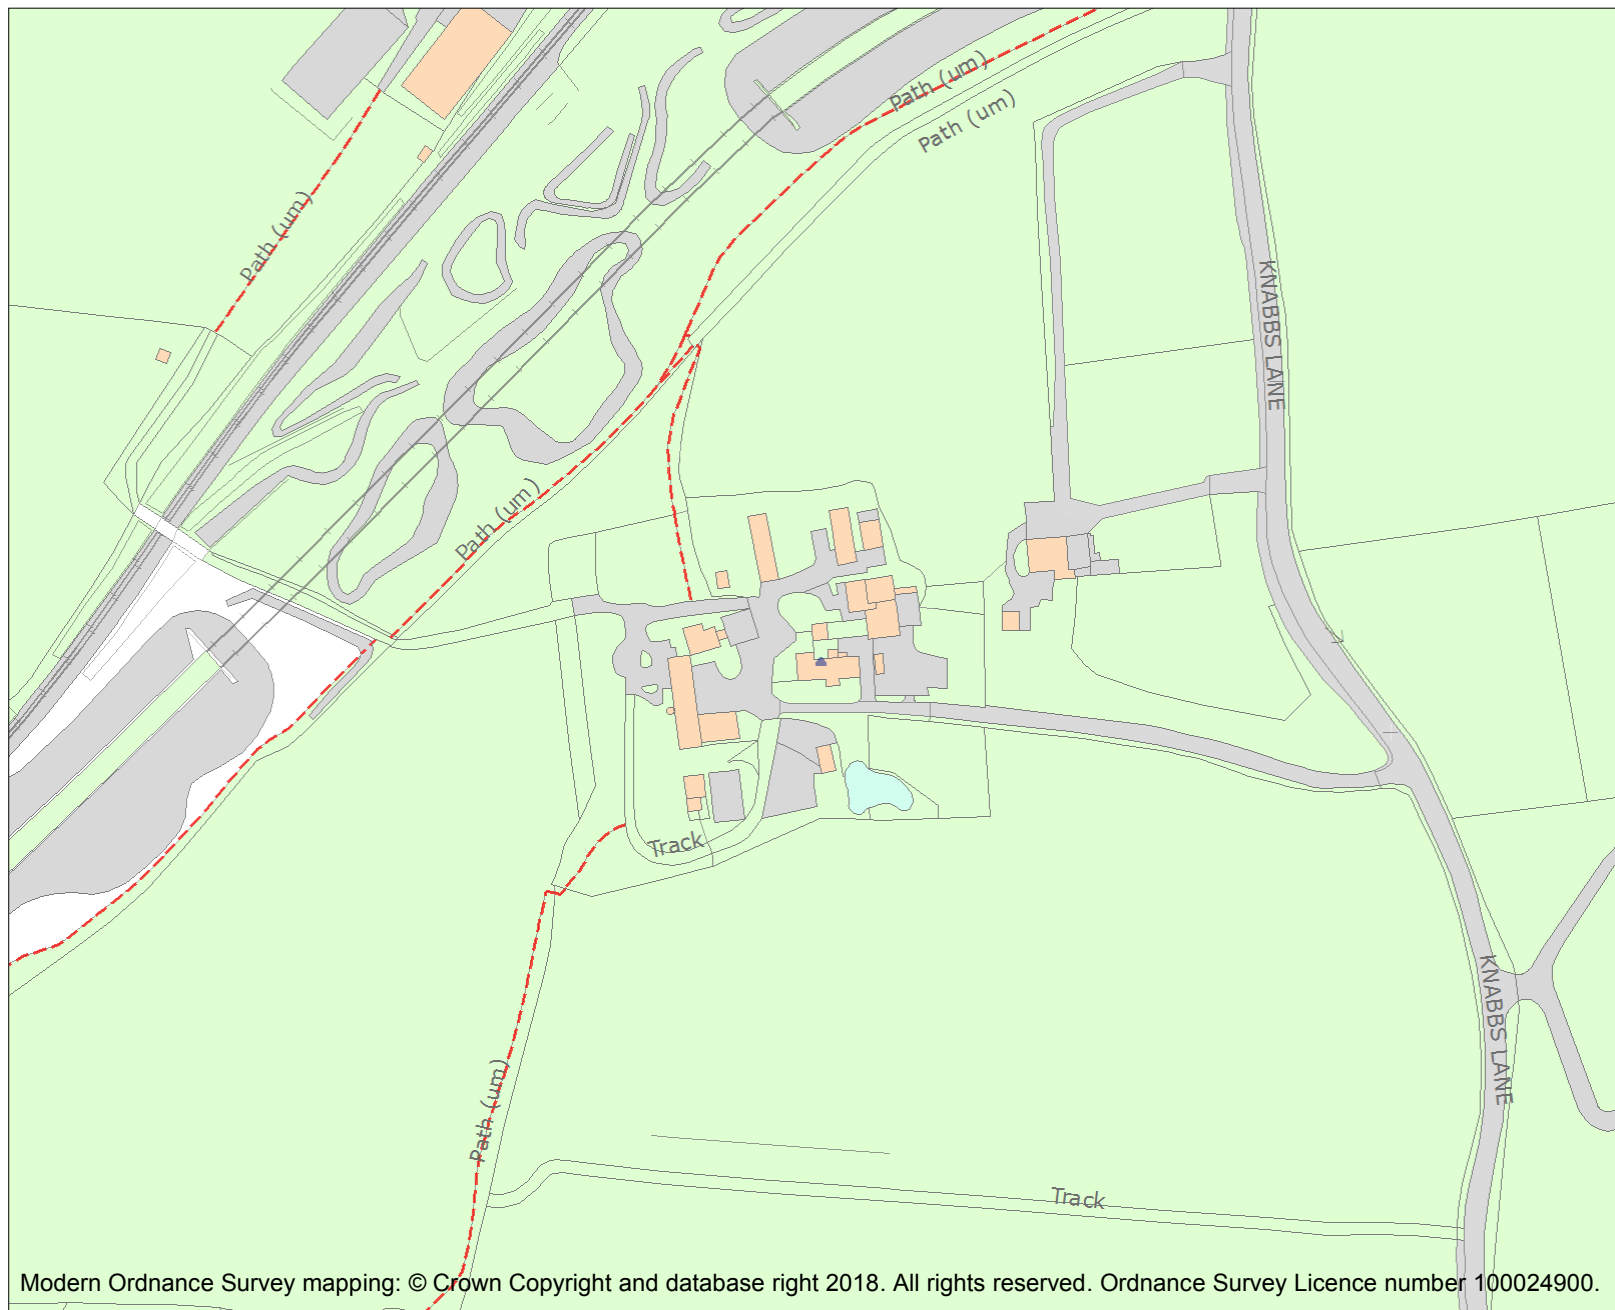 Path (um)
Path (um)
Path (um)
KNABBS LANE
Path (um)
Track
KNABBS LANE
Path (um)
Track
Modern Ordnance Survey mapping: © Crown Copyright and database right 2018. All rights reserved. Ordnance Survey Licence number 100024900.